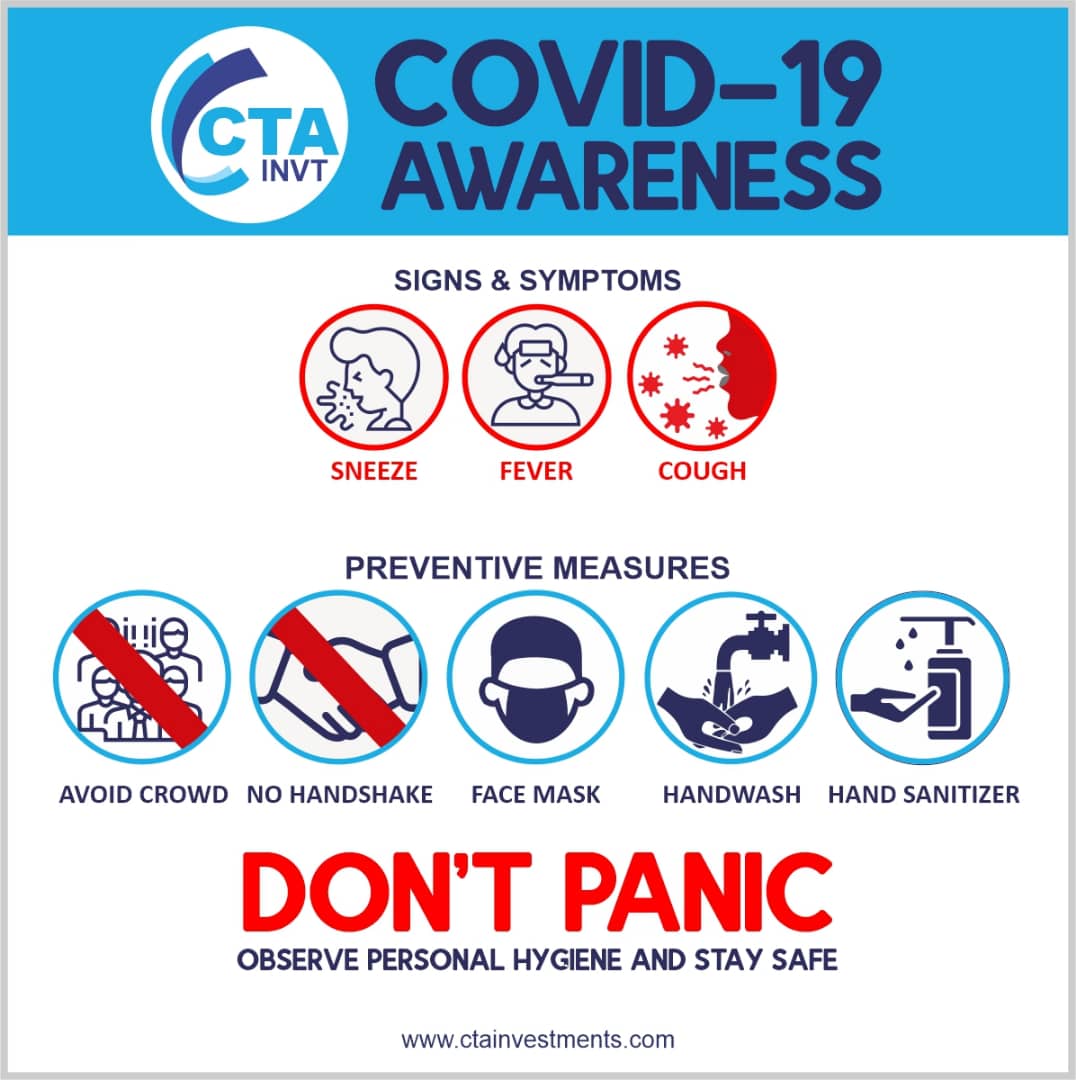 CTA
INVT
COVID-19
AWARENESS
SIGNS & SYMPTOMS
SNEEZE FEVER COUGH
PREVENTIVE MEASURES
AVOID CROWD NO HANDSHAKE FACE MASK HANDWASH HAND SANITIZER
DON'T PANIC
OBSERVE PERSONAL HYGIENE AND STAY SAFE
www.ctainvestments.com